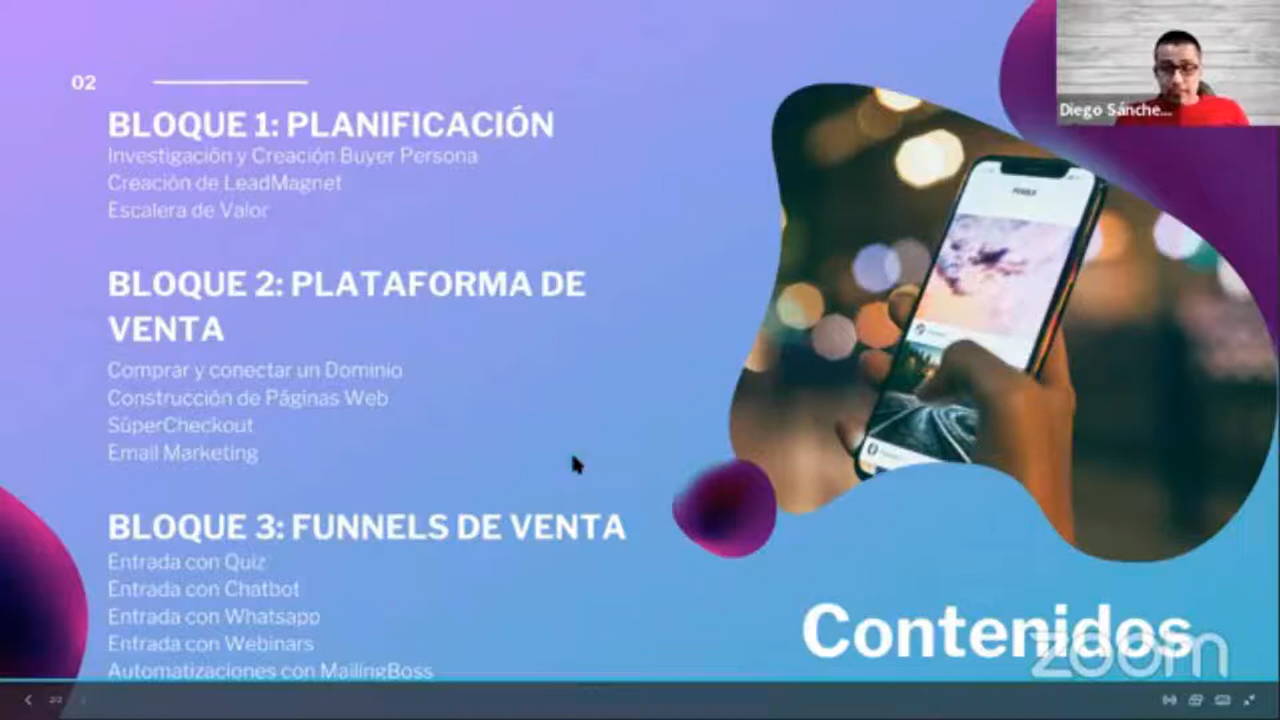 02
BLOQUE 1: PLANIFICACIÓN
Investigación y Creación Buyer Persona
Creación de LeadMagnet
Escalera de Valor
BLOQUE 2: PLATAFORMA DE
VENTA
Comprar y conectar un Dominio
Construcción de Páginas Web
SúperCheckout
Email Marketing
BLOQUE 3: FUNNELS DE VENTA
Entrada con Quiz
Entrada con Chatbot
Entrada con Whatsapp
Entrada con Webinars
Automatizaciones con MailingBoss
Diego Sánche...
Contenidos
zoom